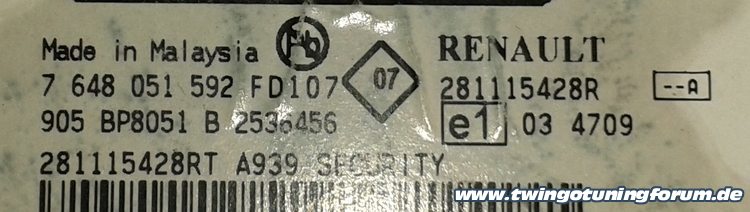 Made in Malaysia Pb RENAULT
7 648 051 592 FD107 07 281115428R --A
905 BP8051 B 2536456 e1 03 4709
281115428RT A939 SECURITY
www.twingotuningforum.de